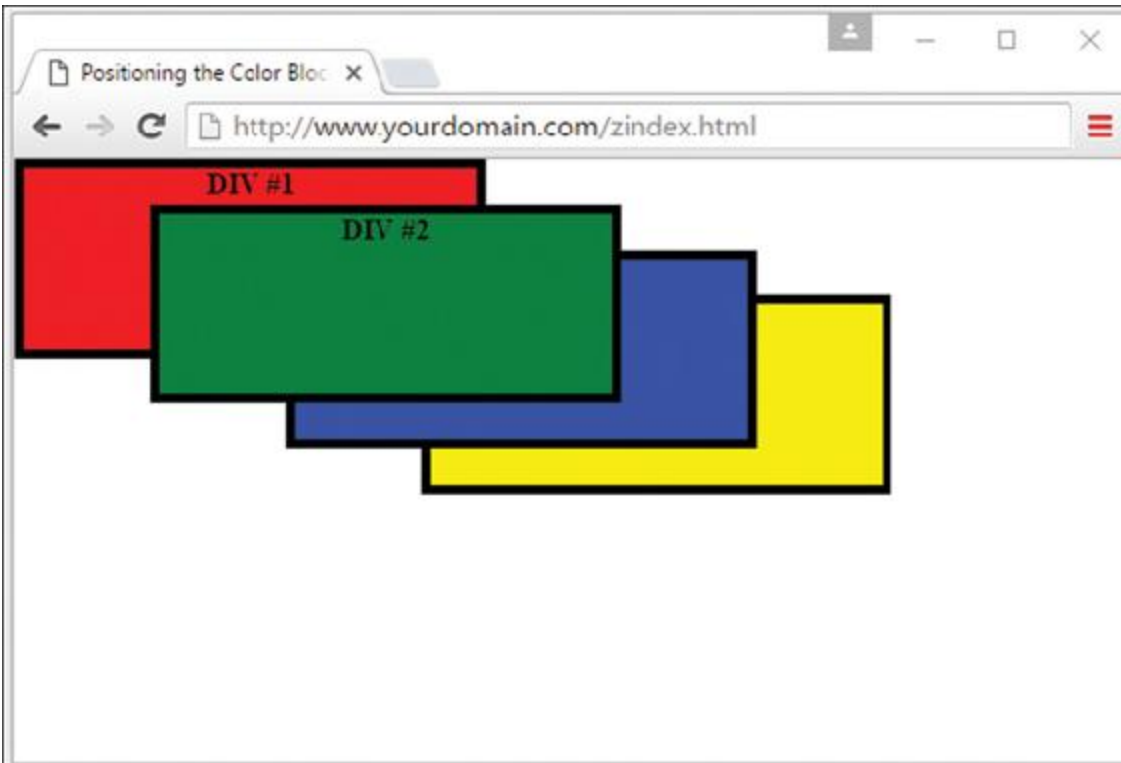 Positioning the Color Bloc
http://www.yourdomain.com/zindex.html
DIV #1
DIV #2